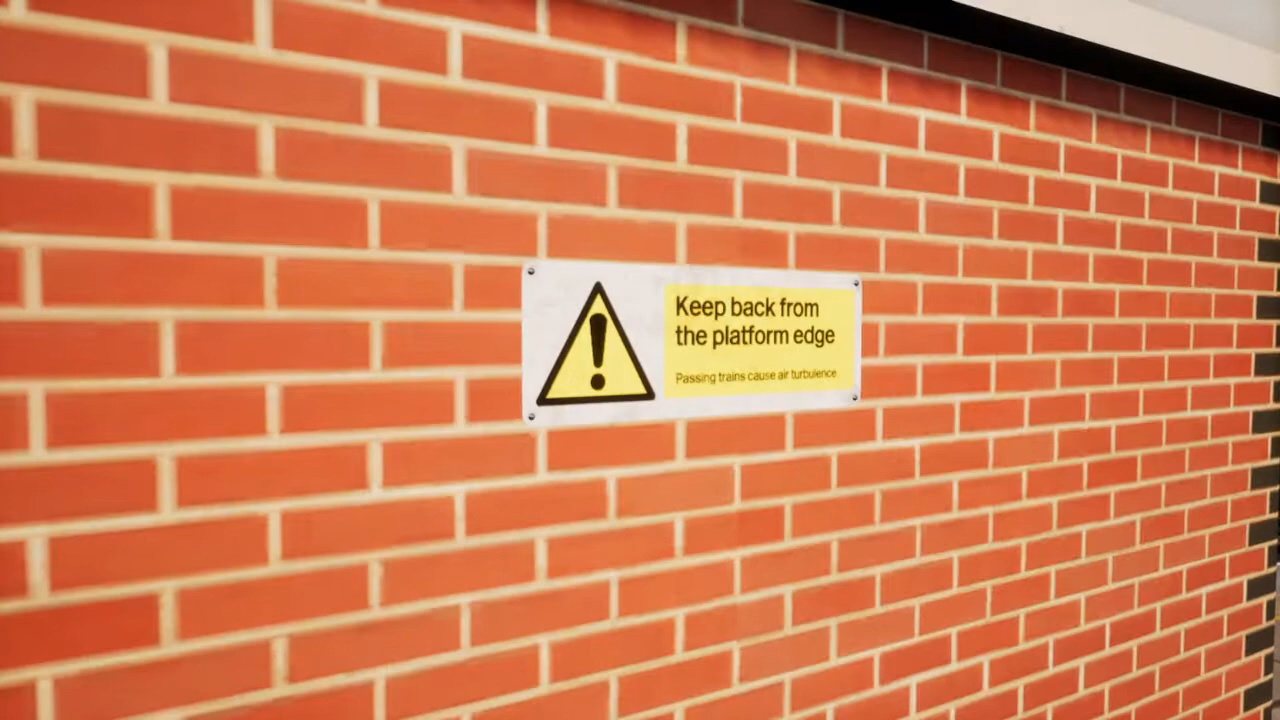 Keep back from
the platform edge
Passing trains cause air turbulence